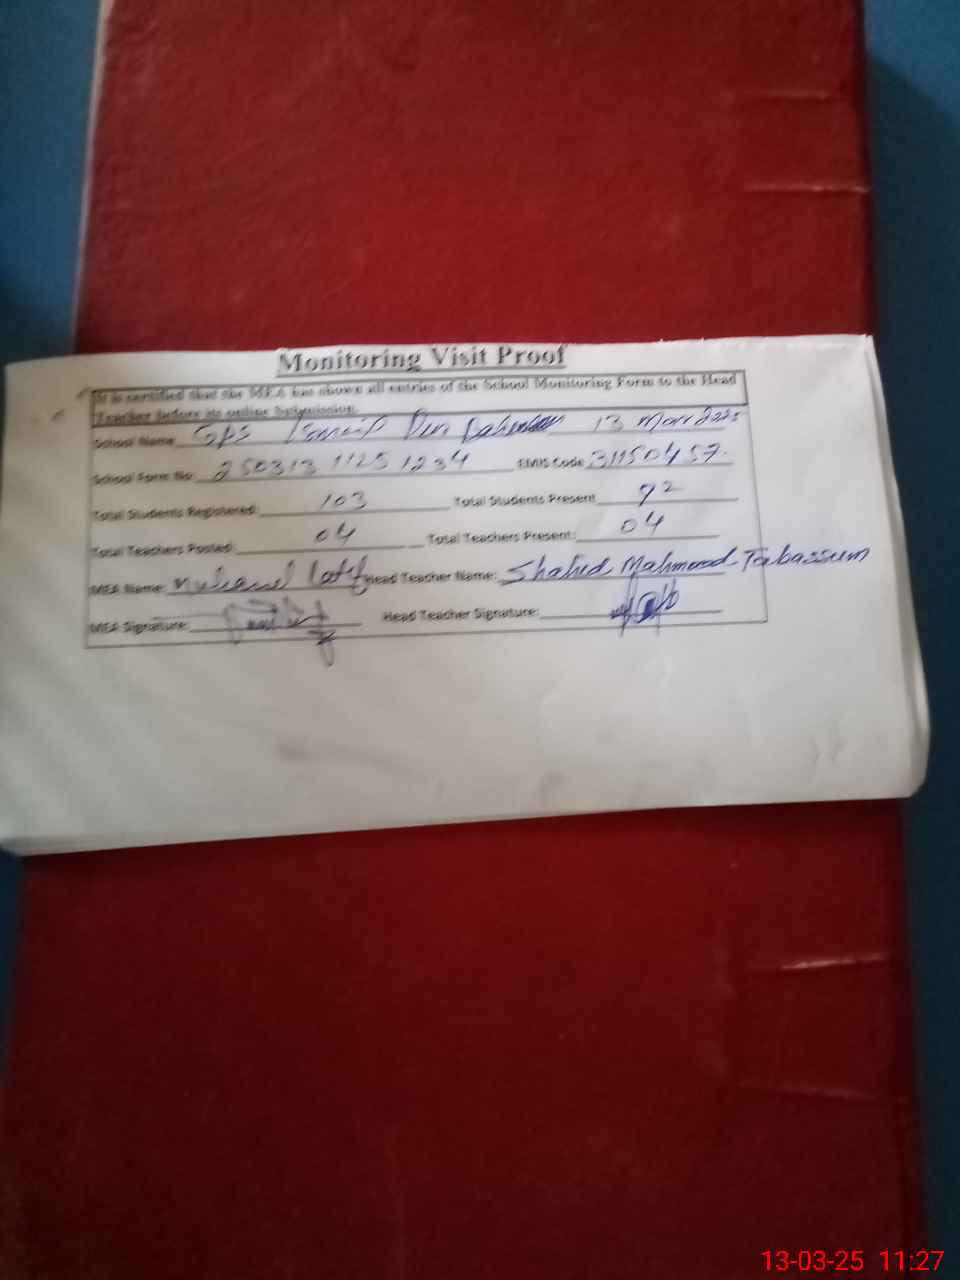 Monitoring Visit Proof
It is certified that the MEA has shown all entries of the School Monitoring Form to the Head
Teacher before its online Submission.
School Name: GPS Din 13 Mar 2025
School Form No: 250313 1125 1234 EMIS Code: 31150457.
Total Students Registered: 103 Total Students Present: 92
Total Teachers Posted: 04 Total Teachers Present: 04
MEA Name: Latif Head Teacher Name: Shahid Mahmood Tabassum
MEA Signature: Head Teacher Signature:
13-03-25 11:27